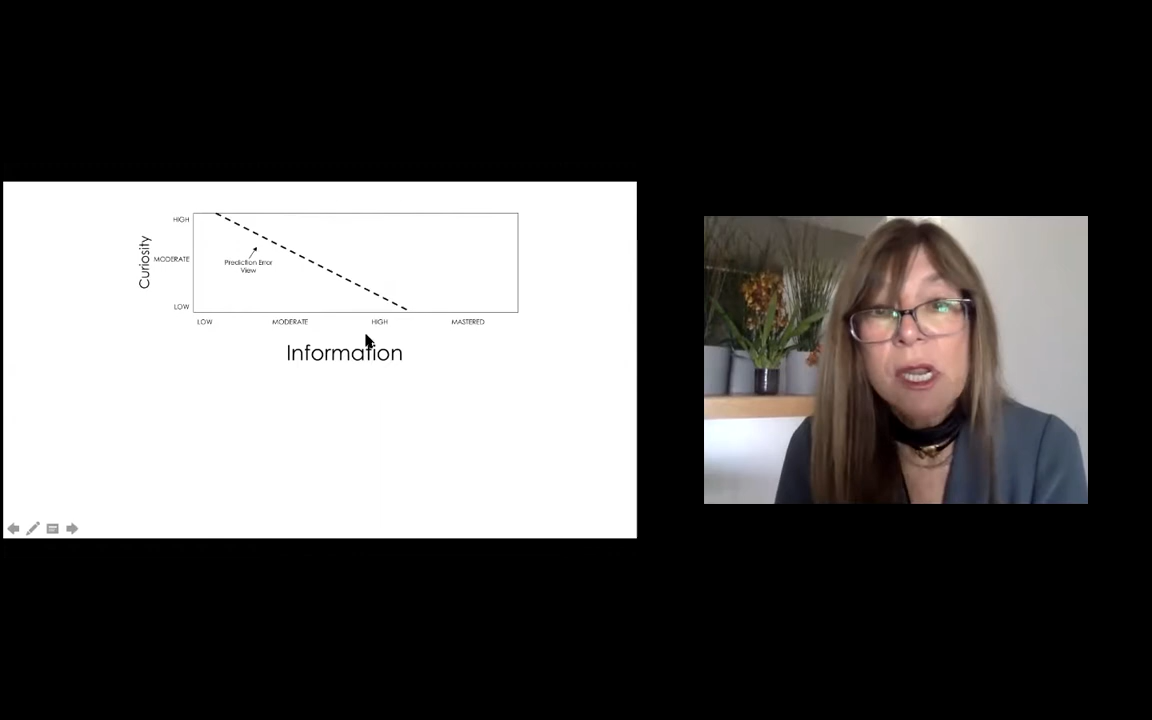 HIGH
Curiosity
MODERATE
Prediction Error
View
LOW
LOW MODERATE HIGH MASTERED
Information